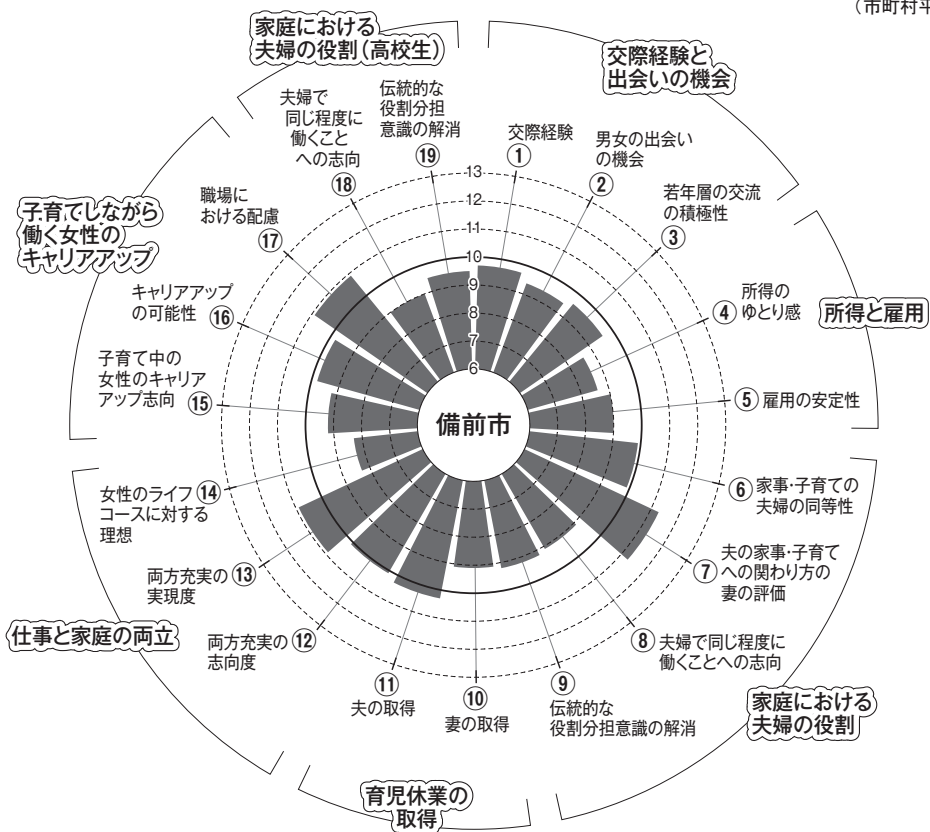 （市町村平
家庭における
夫婦の役割（高校生）
交際経験と
出会いの機会
夫婦で
同じ程度に
働くこと
への志向
⑱
伝統的な
役割分担
意識の解消
⑲
交際経験
①
男女の出会い
の機会
②
若年層の交流
の積極性
③
子育てしながら
働く女性の
キャリアアップ
職場に
おける配慮
⑰
13
12
11
10
9
8
7
6
所得の
ゆとり感
④
所得と雇用
キャリアアップ
の可能性
⑯
子育て中の
女性のキャリア
アップ志向
⑮
備前市
⑤ 雇用の安定性
女性のライフ
コースに対する
理想
⑭
⑥ 家事・子育ての
夫婦の同等性
両方充実の
実現度
⑬
⑦ 夫の家事・子育て
への関わり方の
妻の評価
仕事と家庭の両立
両方充実の
志向度
⑫
⑧ 夫婦で同じ程度に
働くことへの志向
⑪
夫の取得
⑩
妻の取得
⑨
伝統的な
役割分担意識の解消
家庭における
夫婦の役割
育児休業の
取得